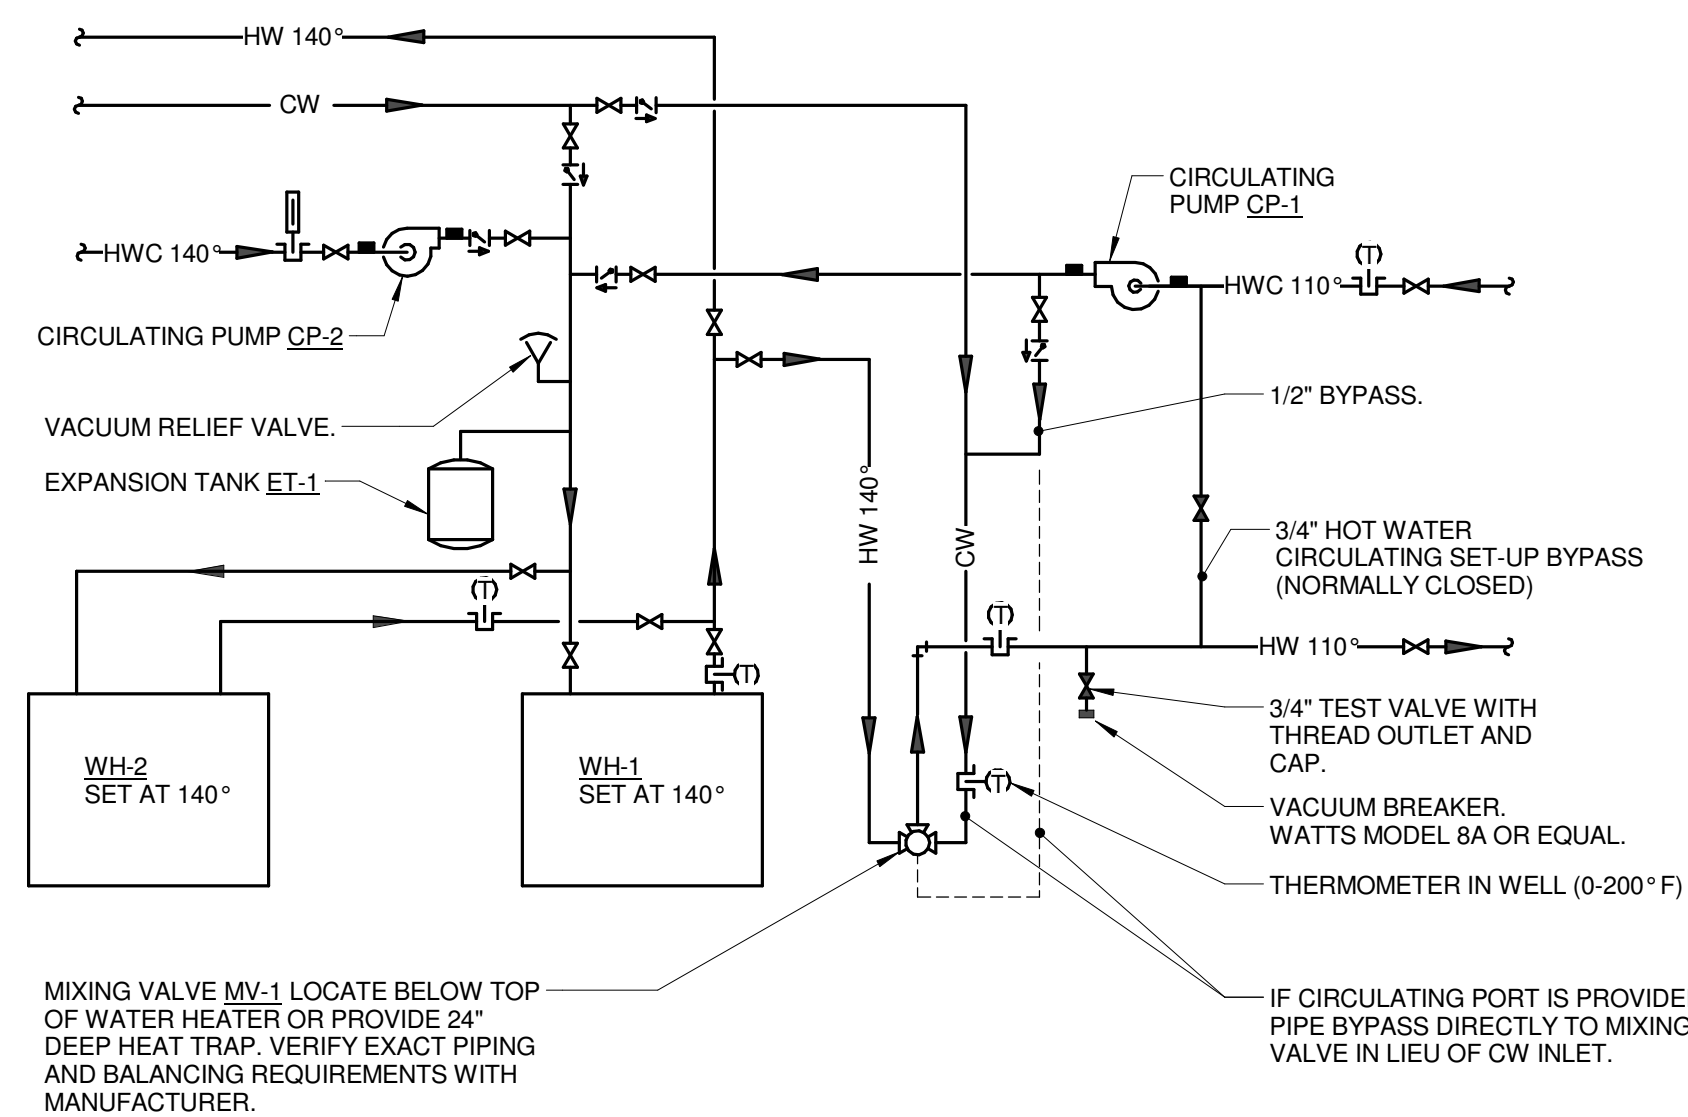 HW 140°
CW
CIRCULATING
PUMP CP-1
HWC 140°
(T)
HWC 110°
CIRCULATING PUMP CP-2
1/2" BYPASS.
VACUUM RELIEF VALVE.
EXPANSION TANK ET-1
HW 140°
CW
3/4" HOT WATER
CIRCULATING SET-UP BYPASS
(NORMALLY CLOSED)
(T)
(T)
HW 110°
(T)
3/4" TEST VALVE WITH
THREAD OUTLET AND
CAP.
WH-2
SET AT 140°
WH-1
SET AT 140°
(T)
VACUUM BREAKER.
WATTS MODEL 8A OR EQUAL.
THERMOMETER IN WELL (0-200°F)
MIXING VALVE MV-1 LOCATE BELOW TOP
OF WATER HEATER OR PROVIDE 24"
DEEP HEAT TRAP. VERIFY EXACT PIPING
AND BALANCING REQUIREMENTS WITH
MANUFACTURER.
IF CIRCULATING PORT IS PROVIDE
PIPE BYPASS DIRECTLY TO MIXING
VALVE IN LIEU OF CW INLET.